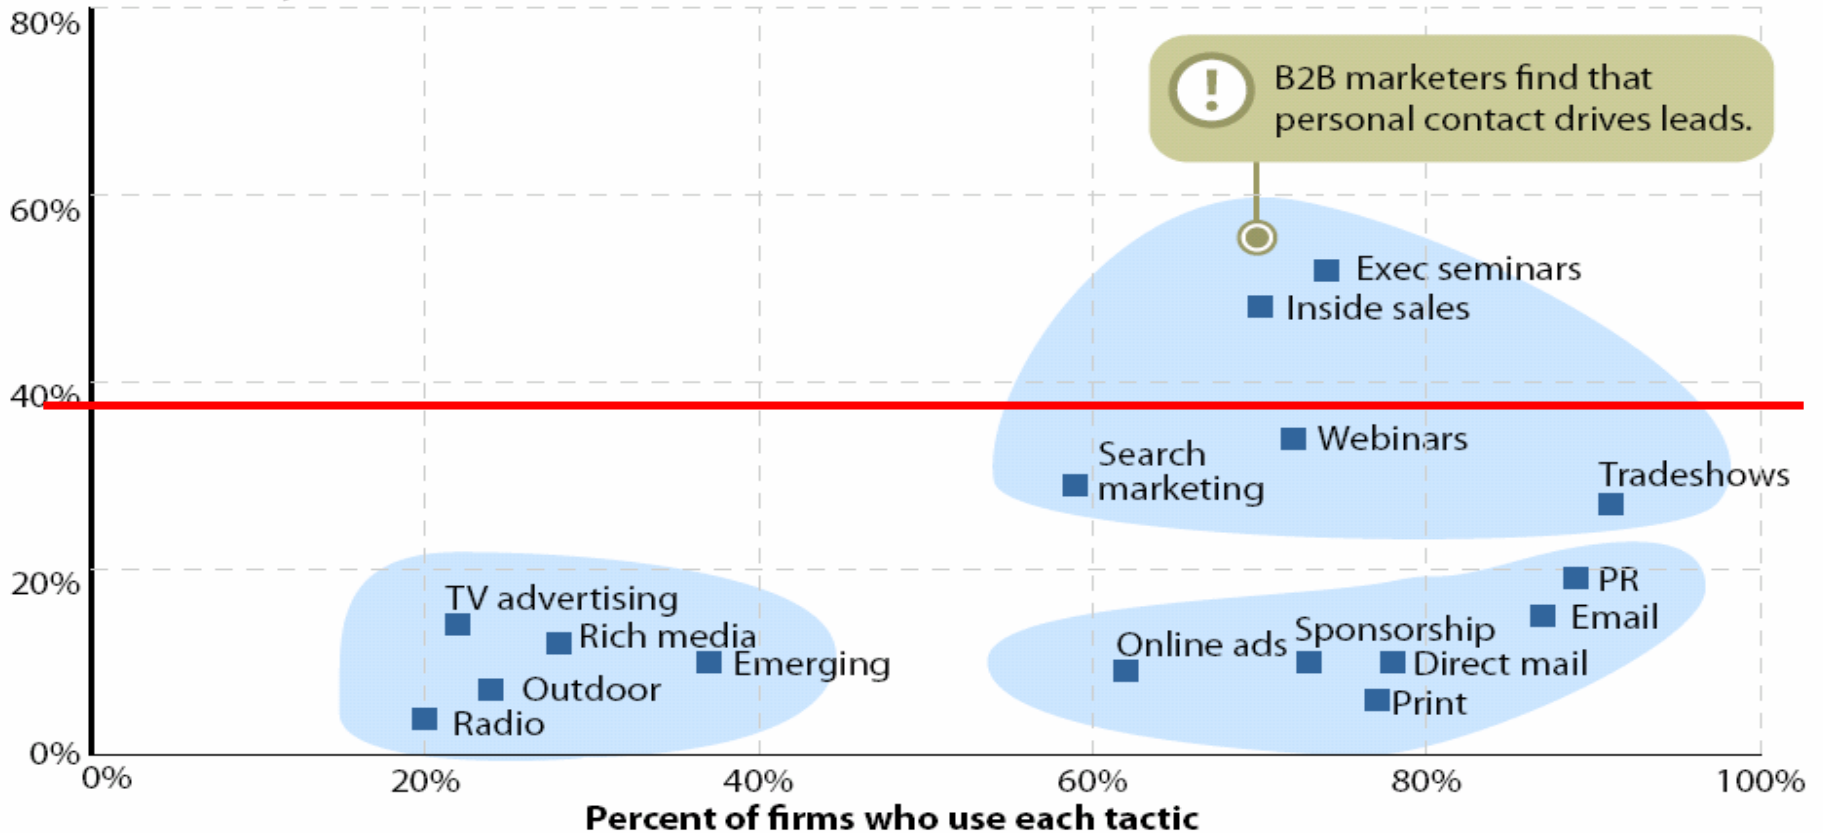 80%
B2B marketers find that
personal contact drives leads.
60%
Exec seminars
Inside sales
40%
Webinars
Search
marketing
Tradeshows
20%
PR
TV advertising
Email
Rich media
Sponsorship
Online ads
Emerging
Direct mail
Outdoor
Print
Radio
0%
0% 20% 40% 60% 80% 100%
Percent of firms who use each tactic